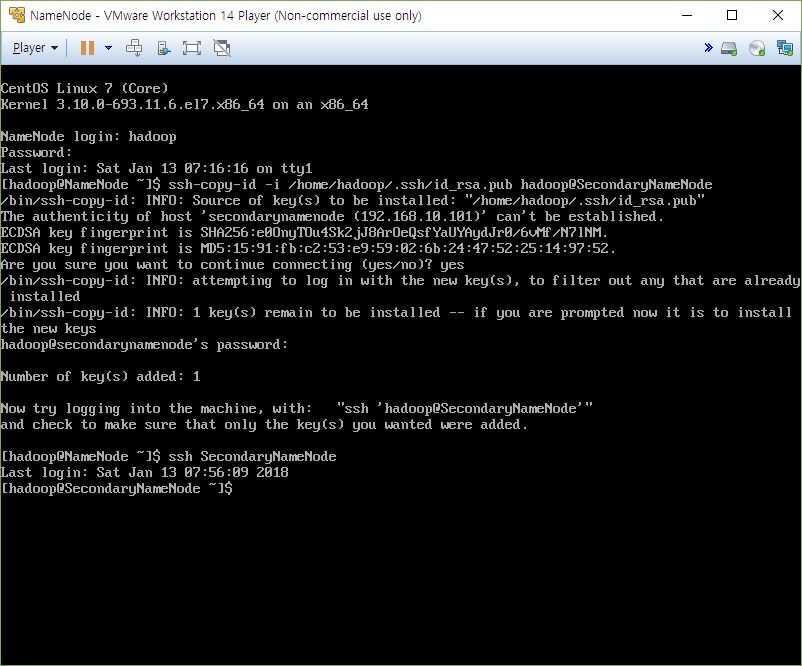 NameNode - VMware Workstation 14 Player (Non-commercial use only)
Player
CentOS Linux 7 (Core)
Kernel 3.10.0-693.11.6.el7.x86_64 on an x86_64
NameNode login: hadoop
Password:
Last login: Sat Jan 13 07:16:16 on tty1
[hadoop@NameNode ~]$ ssh-copy-id -i /home/hadoop/.ssh/id_rsa.pub hadoop@SecondaryNameNode
/bin/ssh-copy-id: INFO: Source of key(s) to be installed: "/home/hadoop/.ssh/id_rsa.pub"
The authenticity of host 'secondarynamenode (192.168.10.101)' can't be established.
ECDSA key fingerprint is SHA256:e0OnyTOu4Sk2jJ8ArOeQsfYaUYAydJr0/6vMf/N7lNM.
ECDSA key fingerprint is MD5:15:91:fb:c2:53:e9:59:02:6b:24:47:52:25:14:97:52.
Are you sure you want to continue connecting (yes/no)? yes
/bin/ssh-copy-id: INFO: attempting to log in with the new key(s), to filter out any that are already
installed
/bin/ssh-copy-id: INFO: 1 key(s) remain to be installed -- if you are prompted now it is to install
the new keys
hadoop@secondarynamenode's password:
Number of key(s) added: 1
Now try logging into the machine, with:   "ssh 'hadoop@SecondaryNameNode'"
and check to make sure that only the key(s) you wanted were added.
[hadoop@NameNode ~]$ ssh SecondaryNameNode
Last login: Sat Jan 13 07:56:09 2018
[hadoop@SecondaryNameNode ~]$